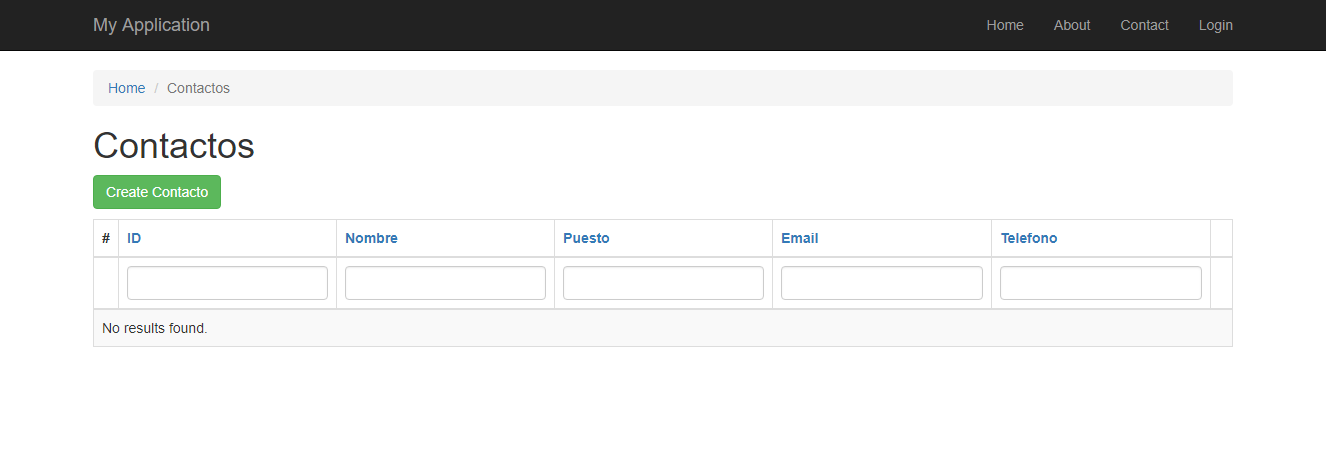 My Application Home About Contact Login
Home / Contactos
Contactos
Create Contacto
# ID Nombre Puesto Email Telefono
No results found.